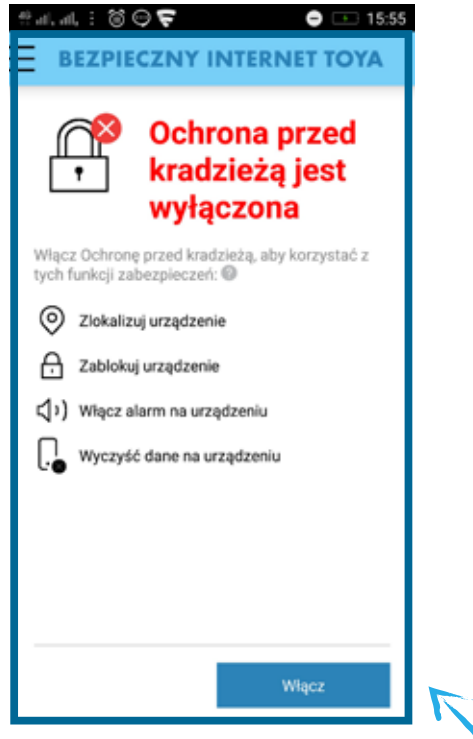 15:55
BEZPIECZNY INTERNET TOYA
Ochrona przed
kradzieżą jest
wyłączona
Włącz Ochronę przed kradzieżą, aby korzystać z
tych funkcji zabezpieczeń: ?
Zlokalizuj urządzenie
Zablokuj urządzenie
Włącz alarm na urządzeniu
Wyczyść dane na urządzeniu
Włącz